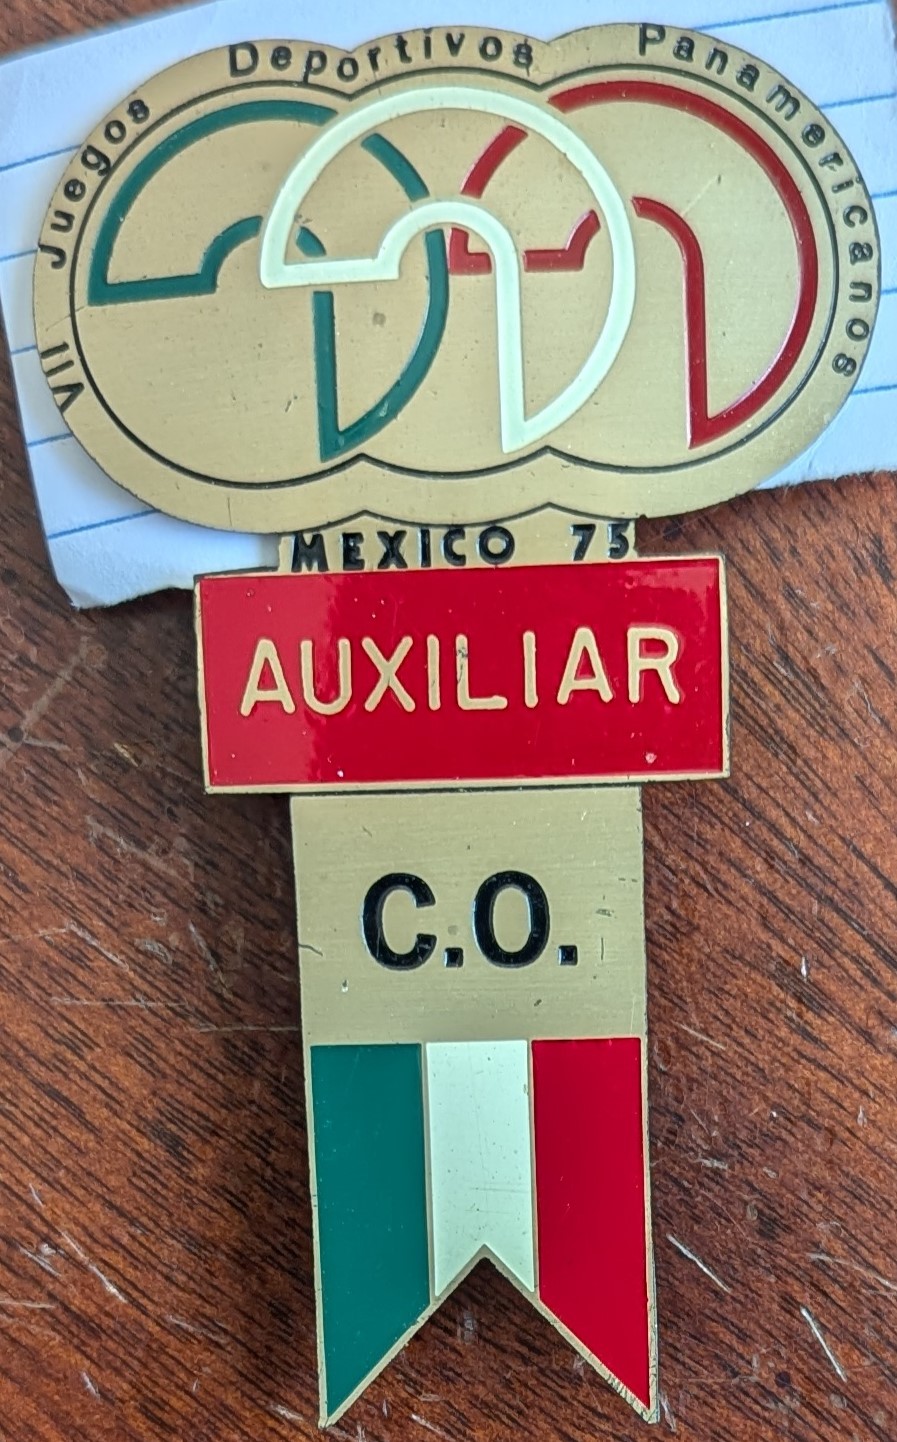 VII Juegos Deportivos Panamericanos
MEXICO 75
AUXILIAR
C.O.